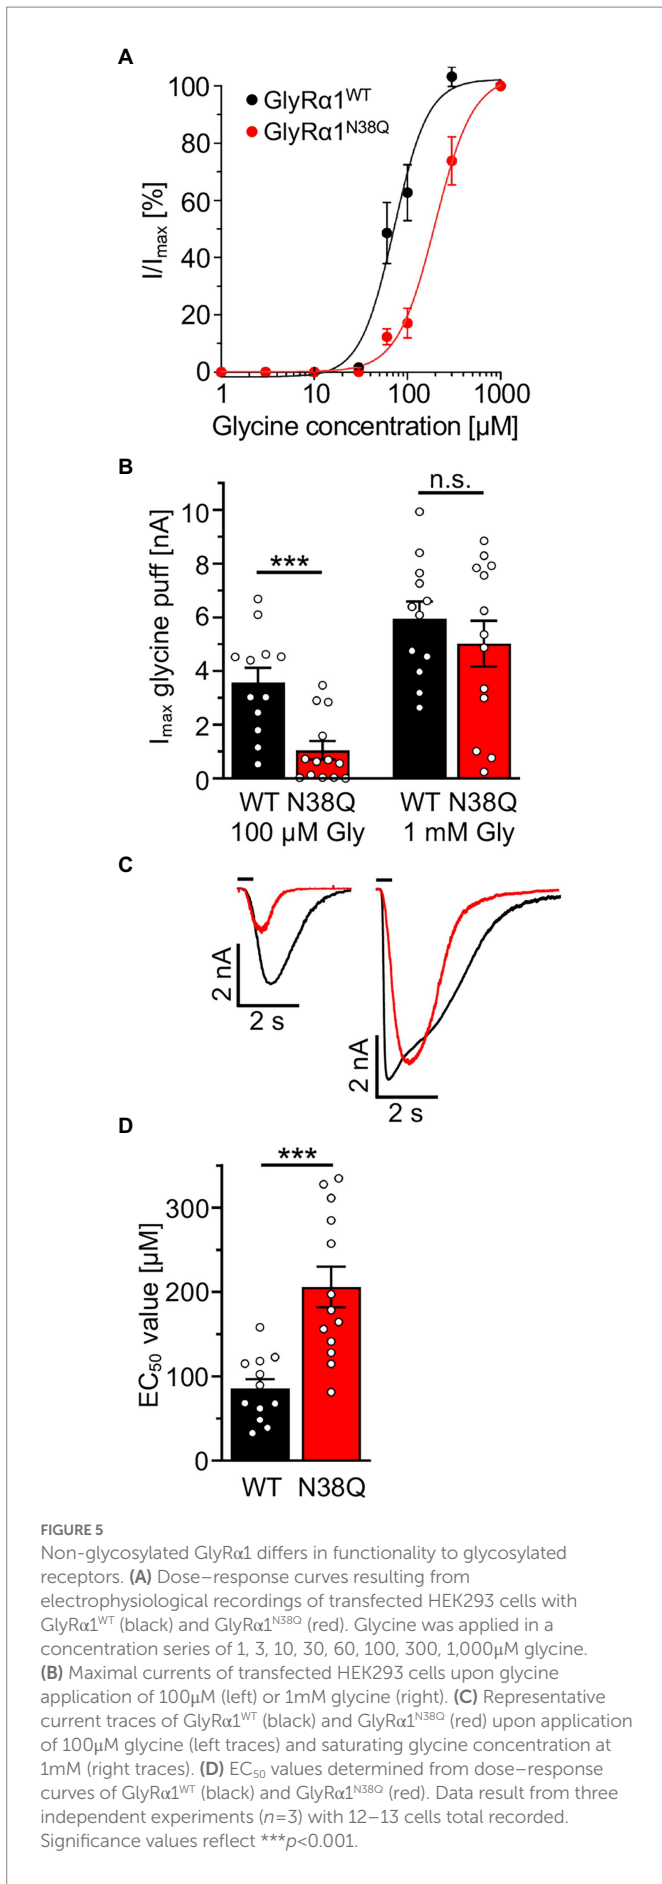 A
100
80
60
40
20
0
I/Imax [%]
GlyRα1WT
GlyRα1N38Q
1 10 100 1000
Glycine concentration [µM]
B
10
8
6
4
2
0
Imax glycine puff [nA]
***
n.s.
WT N38Q WT N38Q
100 µM Gly 1 mM Gly
C
2 nA
2 s
2 nA
2 s
D
***
300
200
100
0
EC50 value [µM]
WT N38Q
FIGURE 5
Non-glycosylated GlyRα1 differs in functionality to glycosylated
receptors. (A) Dose–response curves resulting from
electrophysiological recordings of transfected HEK293 cells with
GlyRα1WT (black) and GlyRα1N38Q (red). Glycine was applied in a
concentration series of 1, 3, 10, 30, 60, 100, 300, 1,000µM glycine.
(B) Maximal currents of transfected HEK293 cells upon glycine
application of 100µM (left) or 1mM glycine (right). (C) Representative
current traces of GlyRα1WT (black) and GlyRα1N38Q (red) upon application
of 100µM glycine (left traces) and saturating glycine concentration at
1mM (right traces). (D) EC50 values determined from dose–response
curves of GlyRα1WT (black) and GlyRα1N38Q (red). Data result from three
independent experiments (n=3) with 12–13 cells total recorded.
Significance values reflect ***p<0.001.